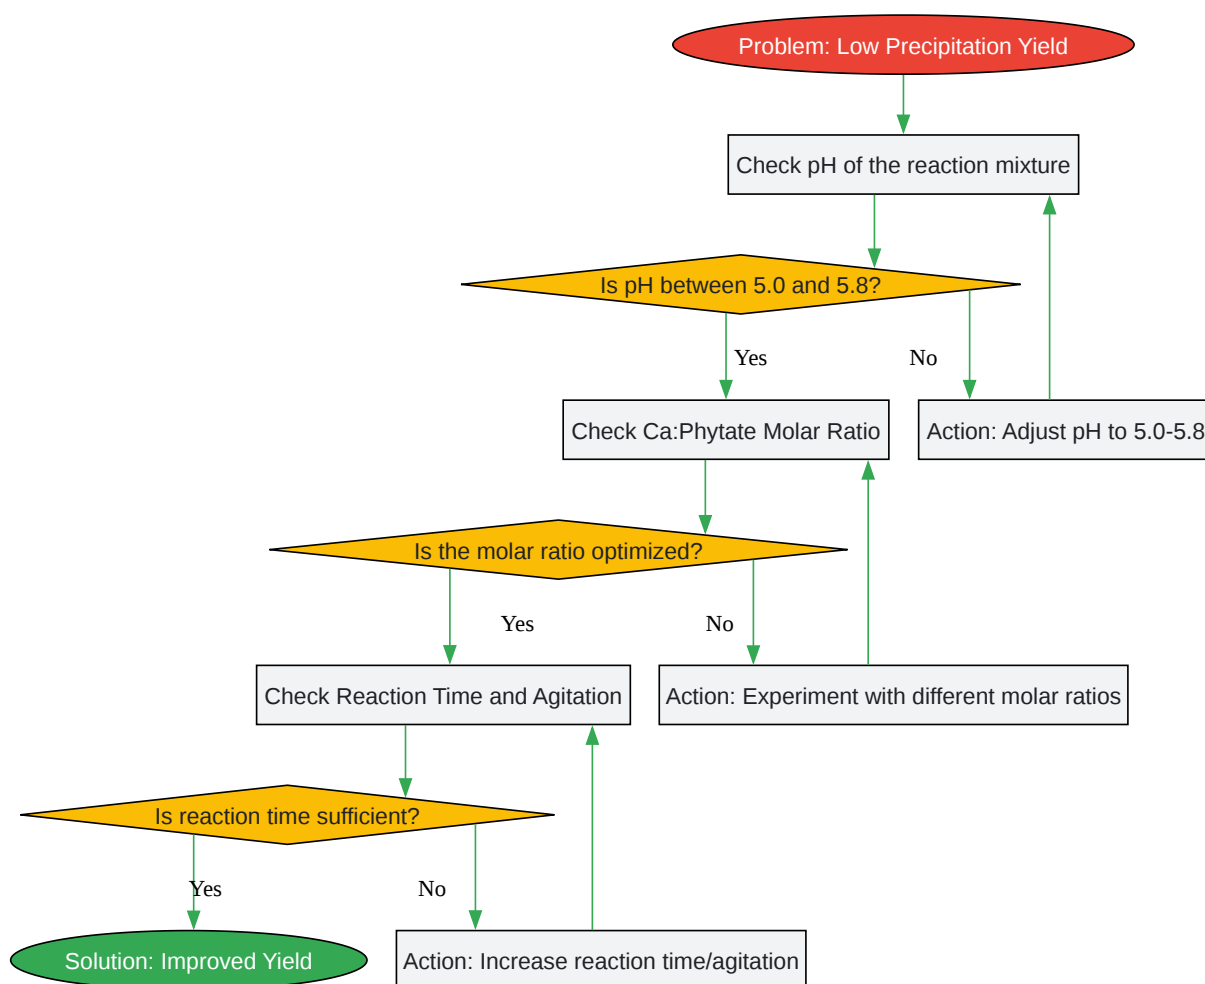 Problem: Low Precipitation Yield
Check pH of the reaction mixture
Is pH between 5.0 and 5.8?
Yes
No
Check Ca:Phytate Molar Ratio
Action: Adjust pH to 5.0-5.8
Is the molar ratio optimized?
Yes
No
Check Reaction Time and Agitation
Action: Experiment with different molar ratios
Is reaction time sufficient?
Yes
No
Solution: Improved Yield
Action: Increase reaction time/agitation